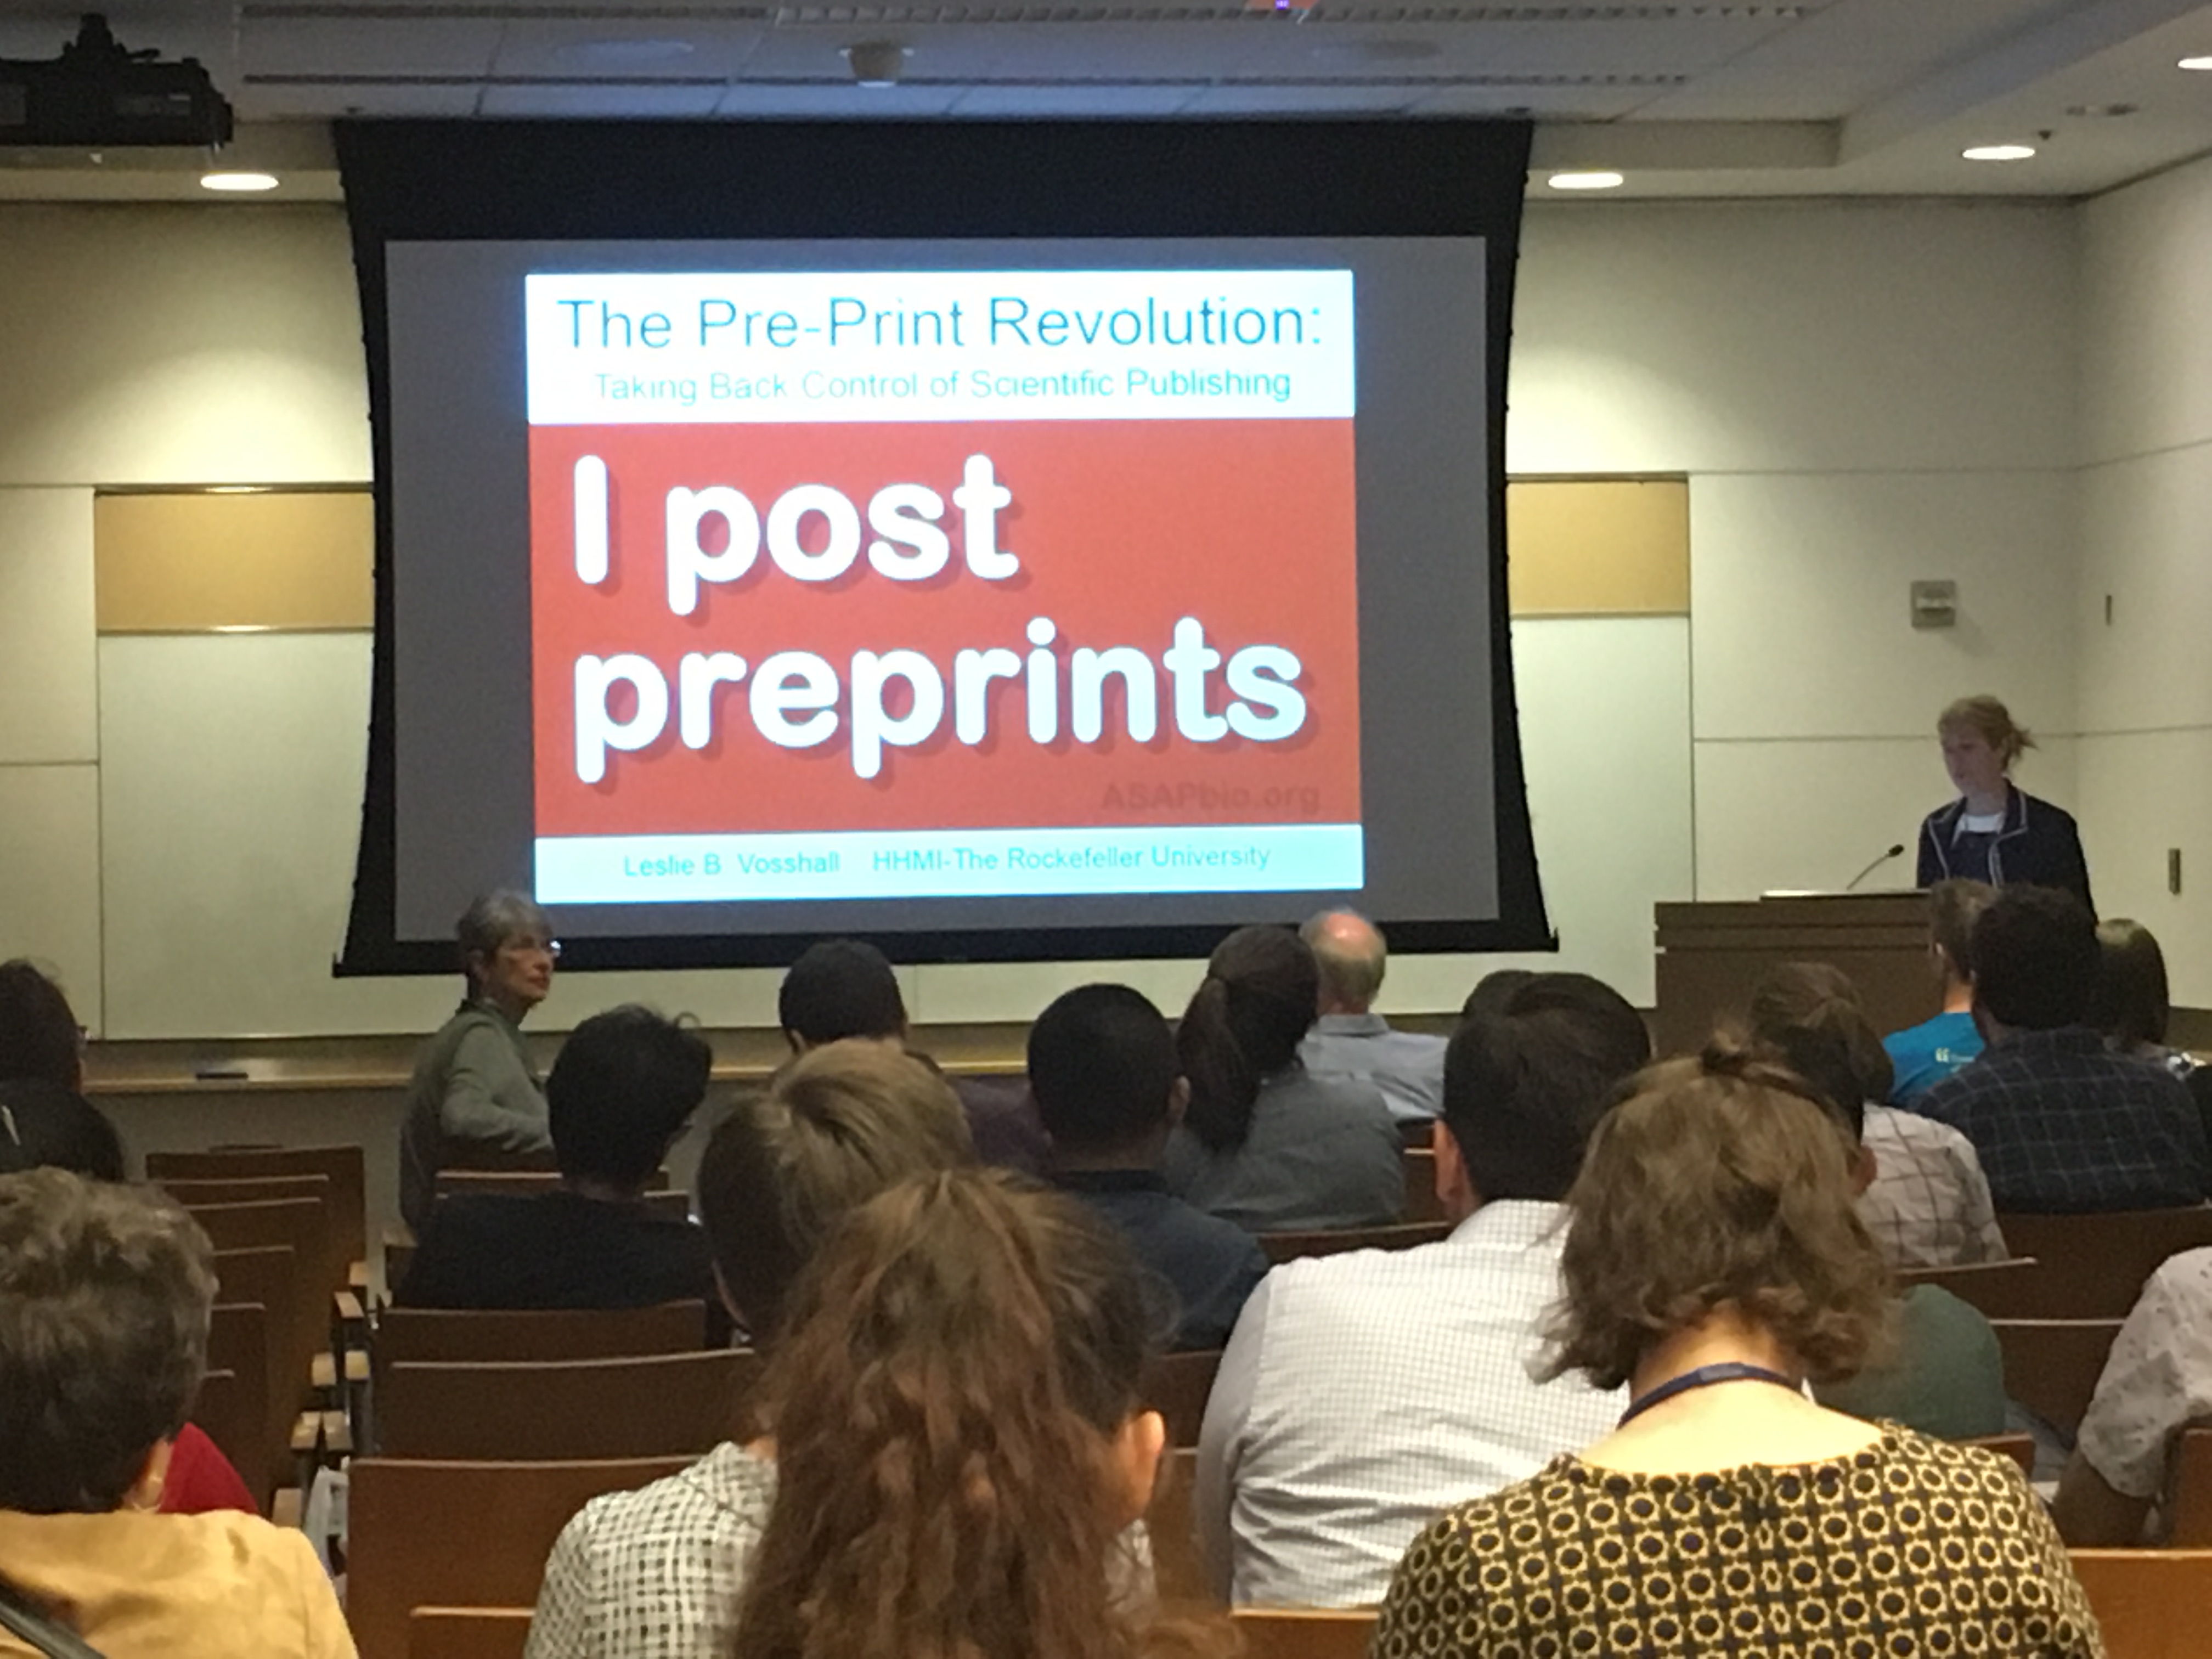 The Pre-Print Revolution:
Taking Back Control of Scientific Publishing
I post
preprints
ASAPbio.org
Leslie B. Vosshall HHMI-The Rockefeller University